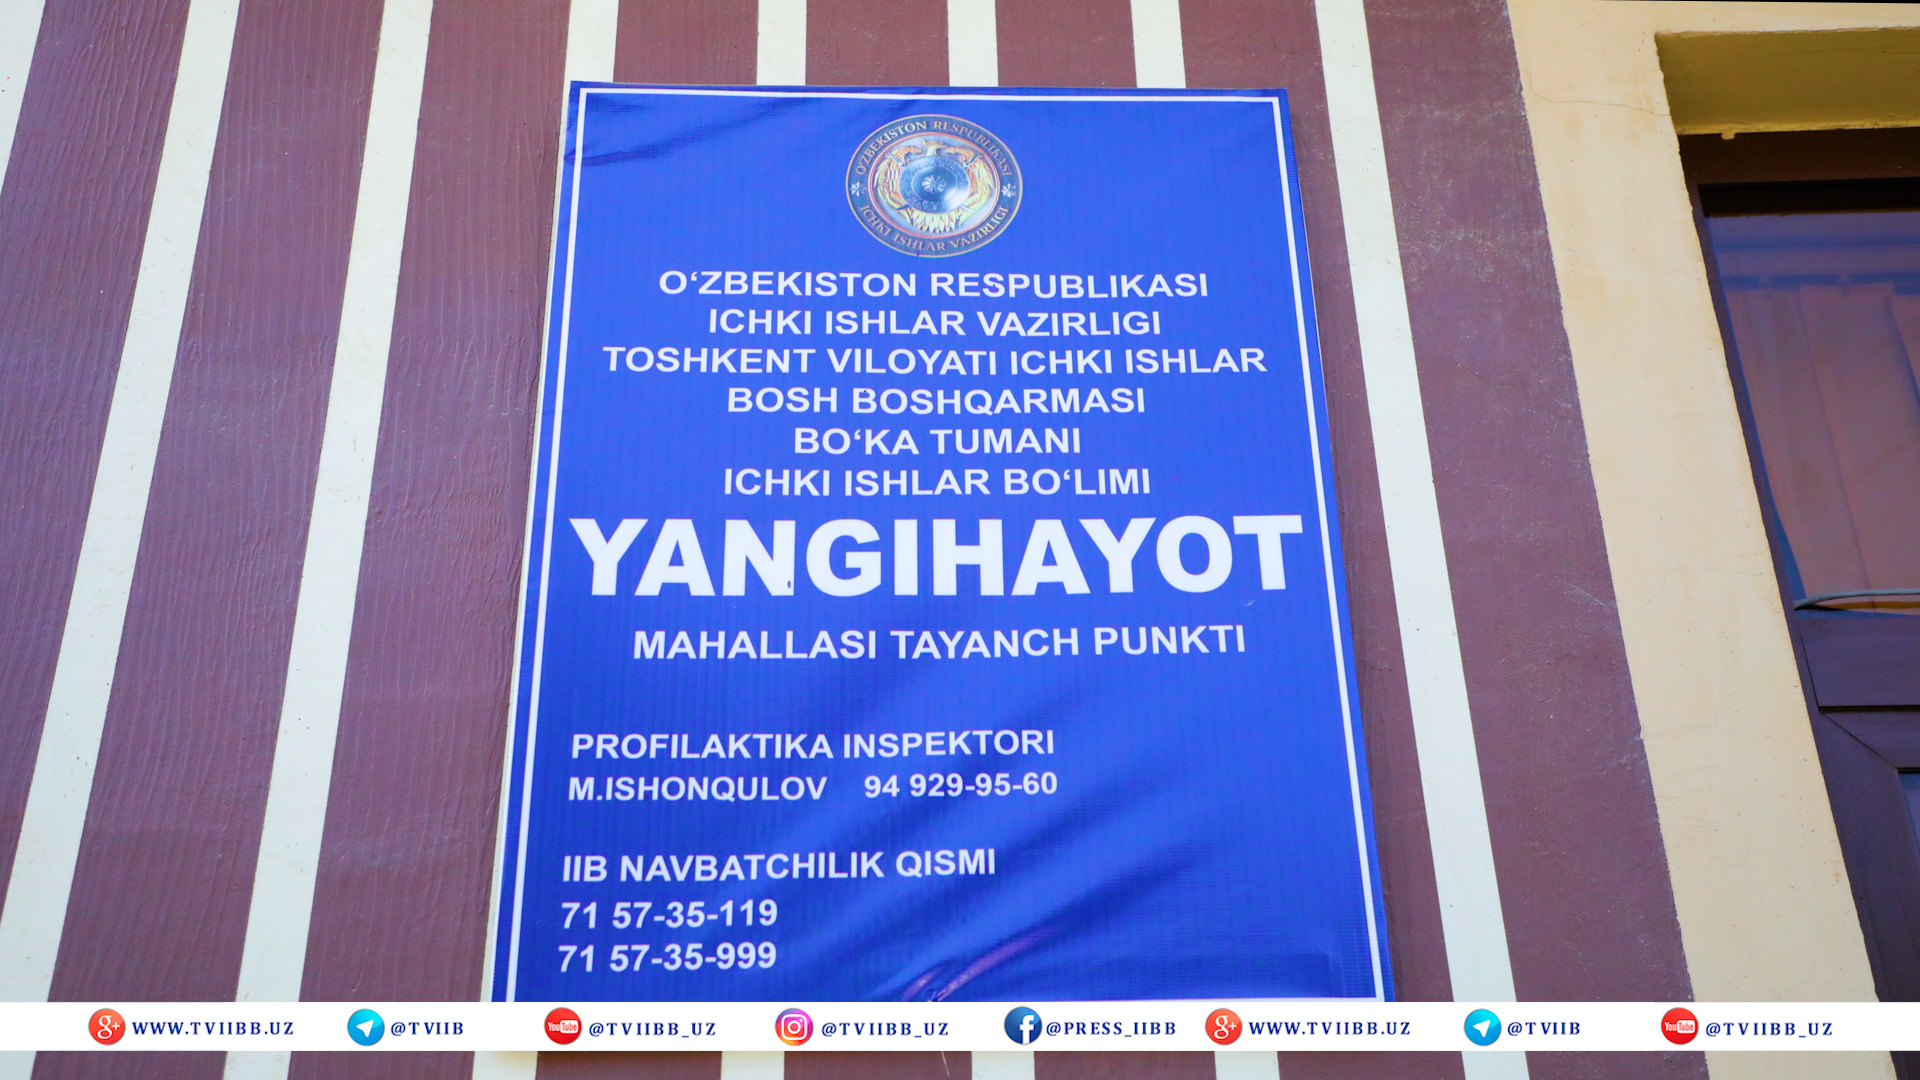 O‘ZBEKISTON RESPUBLIKASI
ICHKI ISHLAR VAZIRLIGI
O‘ZBEKISTON RESPUBLIKASI
ICHKI ISHLAR VAZIRLIGI
TOSHKENT VILOYATI ICHKI ISHLAR
BOSH BOSHQARMASI
BO‘KA TUMANI
ICHKI ISHLAR BO‘LIMI
YANGIHAYOT
MAHALLASI TAYANCH PUNKTI
PROFILAKTIKA INSPEKTORI
M.ISHONQULOV 94 929-95-60
IIB NAVBATCHILIK QISMI
71 57-35-119
71 57-35-999
g+ WWW.TVIIBB.UZ @TVIIB YouTube @TVIIBB_UZ @TVIIBB_UZ f @PRESS_IIBB g+ WWW.TVIIBB.UZ @TVIIB YouTube @TVIIBB_UZ